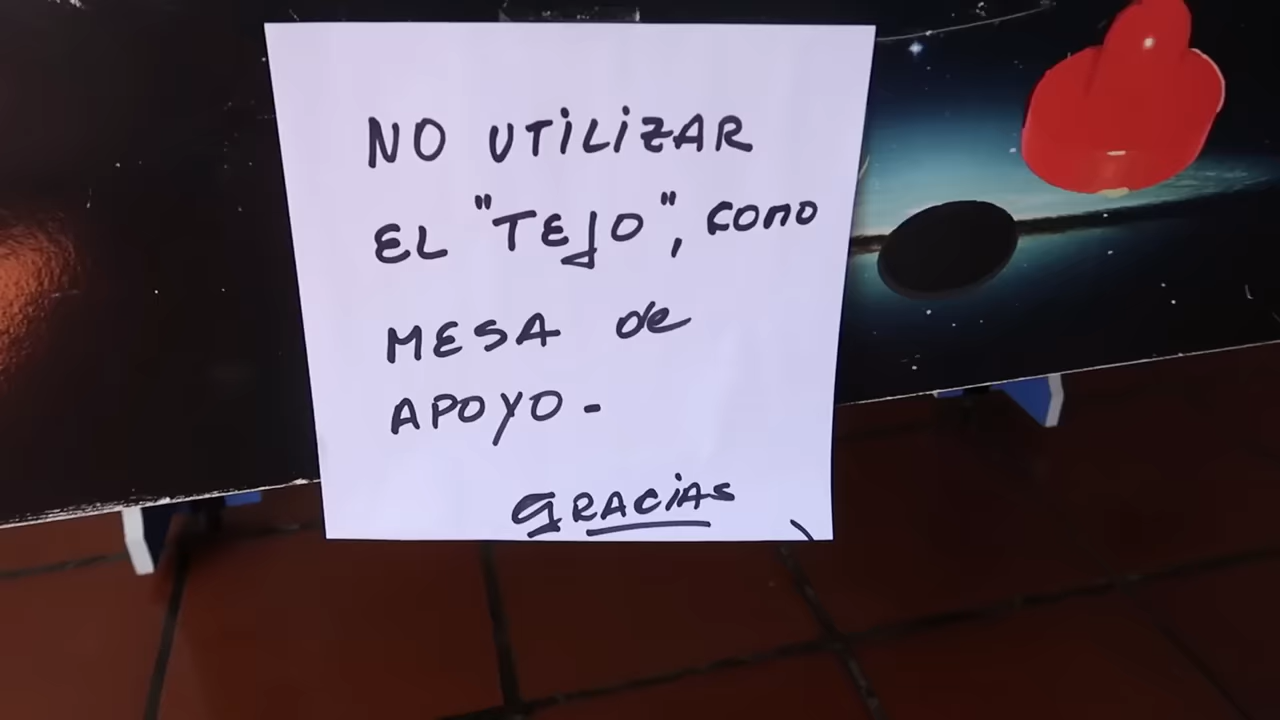 NO UTILIZAR
EL "TEJO", COMO
MESA de
APOYO-
GRACIAS